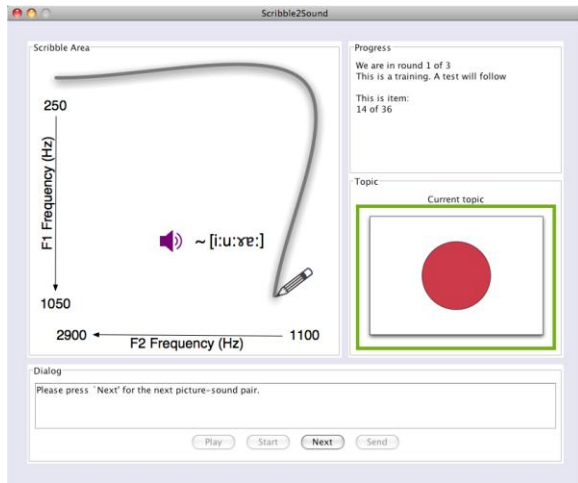 Scribble2Sound
Scribble Area
250
F1 Frequency (Hz)
~ [i:u:ɤɐ:]
1050
2900
F2 Frequency (Hz)
1100
Progress
We are in round 1 of 3
This is a training. A test will follow
This is item:
14 of 36
Topic
Current topic
Dialog
Please press `Next' for the next picture-sound pair.
Play
Start
Next
Send